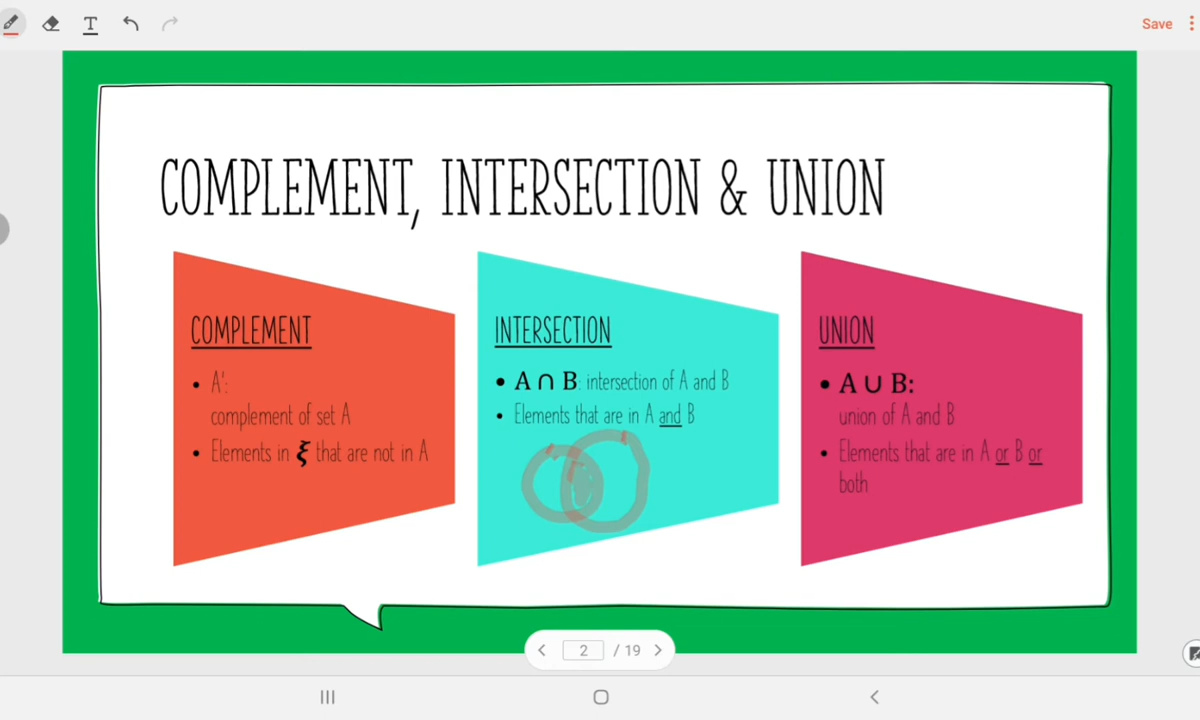 T
Save
COMPLEMENT, INTERSECTION & UNION
COMPLEMENT
• A':
complement of set A
• Elements in ξ that are not in A
INTERSECTION
• A ∩ B: intersection of A and B
• Elements that are in A and B
UNION
• A ∪ B:
union of A and B
• Elements that are in A or B or
both
2 / 19